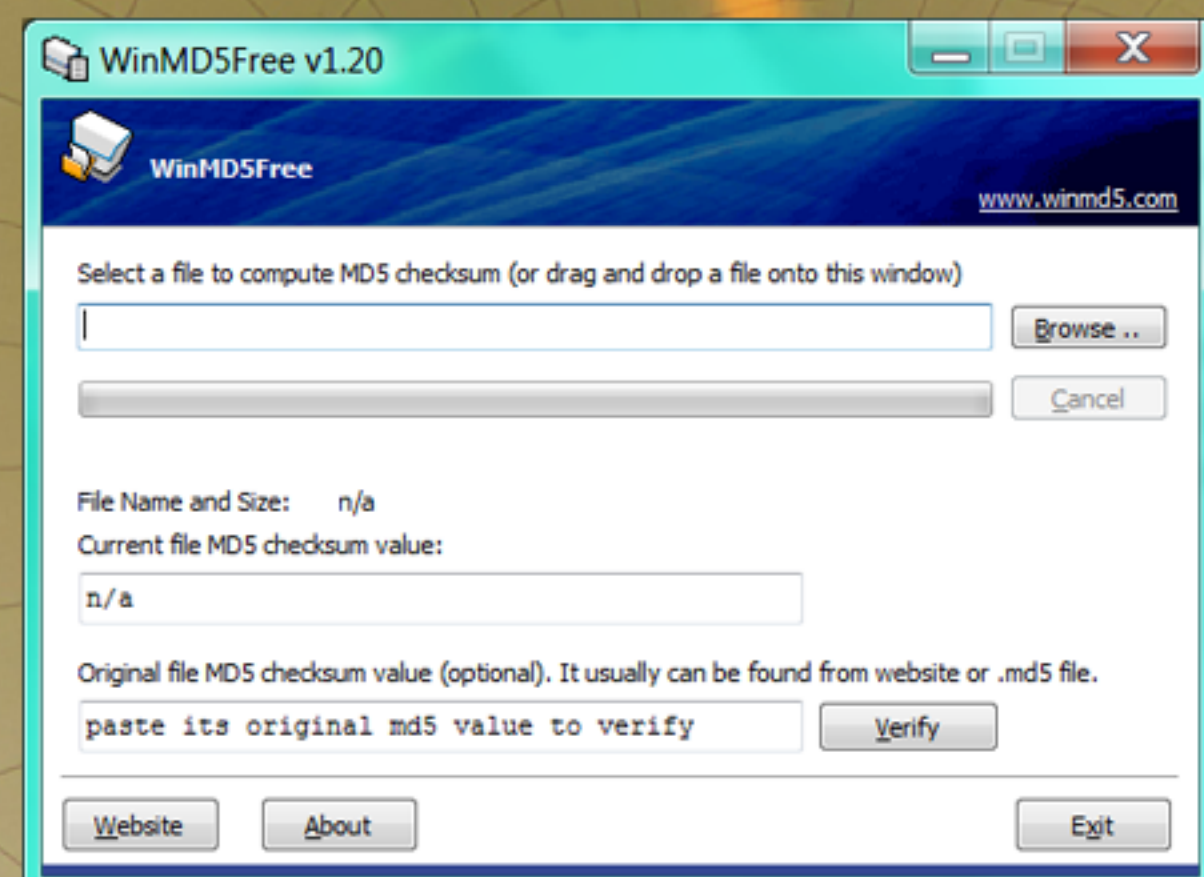 WinMD5Free v1.20
WinMD5Free
www.winmd5.com
Select a file to compute MD5 checksum (or drag and drop a file onto this window)
Browse ..
Cancel
File Name and Size: n/a
Current file MD5 checksum value:
n/a
Original file MD5 checksum value (optional). It usually can be found from website or .md5 file.
paste its original md5 value to verify Verify
Website About Exit